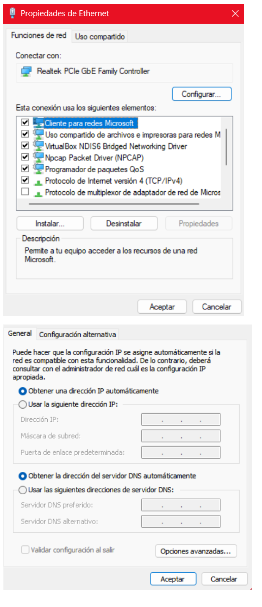 Propiedades de Ethernet
Funciones de red
Uso compartido
Conectar con:
Realtek PCIe GbE Family Controller
Configurar...
Esta conexión usa los siguientes elementos:
Cliente para redes Microsoft
Uso compartido de archivos e impresoras para redes M
VirtualBox NDIS6 Bridged Networking Driver
Npcap Packet Driver (NPCAP)
Programador de paquetes QoS
Protocolo de Internet versión 4 (TCP/IPv4)
Protocolo de multiplexor de adaptador de red de Micros
Instalar...
Desinstalar
Propiedades
Descripción
Permite a tu equipo acceder a los recursos de una red
Microsoft.
Aceptar
Cancelar
General
Configuración alternativa
Puede hacer que la configuración IP se asigne automáticamente si la
red es compatible con esta funcionalidad. De lo contrario, deberá
consultar con el administrador de red cuál es la configuración IP
apropiada.
Obtener una dirección IP automáticamente
Usar la siguiente dirección IP:
Dirección IP:
Máscara de subred:
Puerta de enlace predeterminada:
Obtener la dirección del servidor DNS automáticamente
Usar las siguientes direcciones de servidor DNS:
Servidor DNS preferido:
Servidor DNS alternativo:
Validar configuración al salir
Opciones avanzadas...
Aceptar
Cancelar